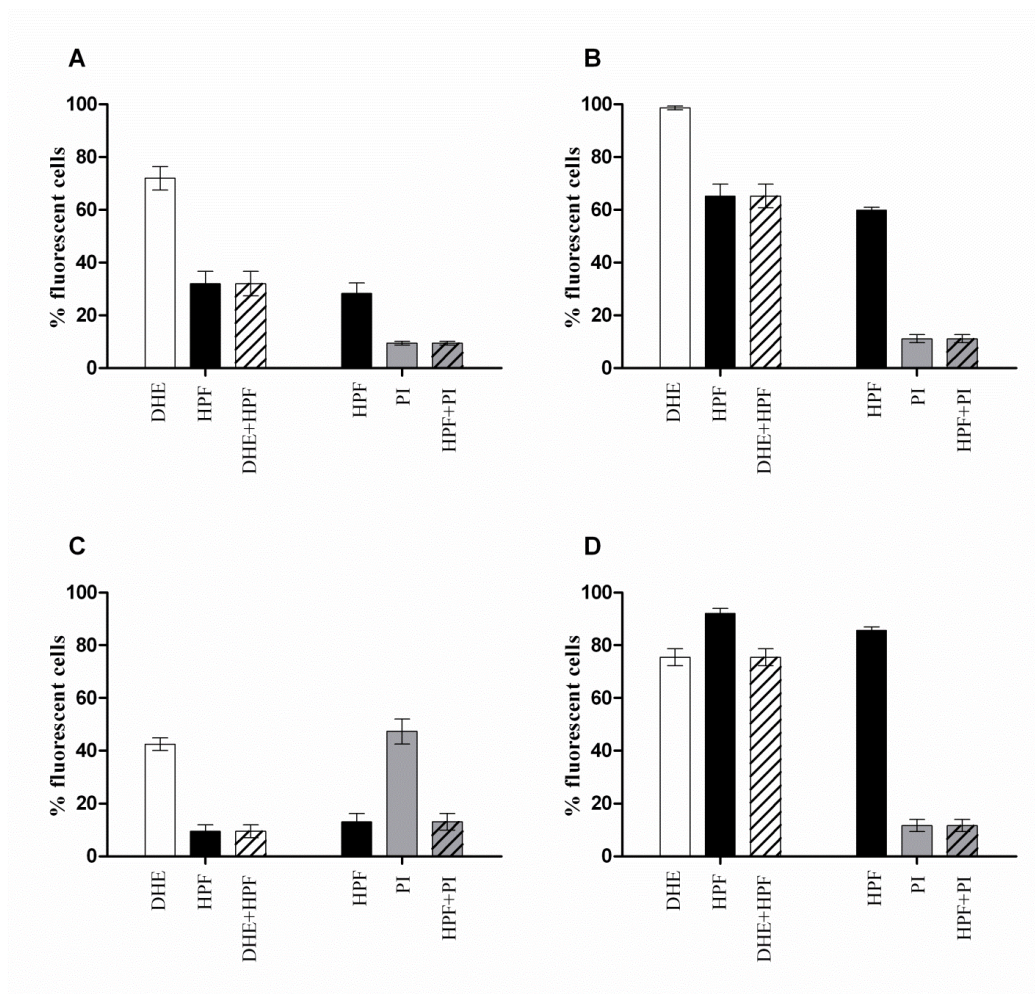 A
% fluorescent cells
100
80
60
40
20
0
DHE
HPF
DHE+HPF
HPF
PI
HPF+PI
B
% fluorescent cells
100
80
60
40
20
0
DHE
HPF
DHE+HPF
HPF
PI
HPF+PI
C
% fluorescent cells
100
80
60
40
20
0
DHE
HPF
DHE+HPF
HPF
PI
HPF+PI
D
% fluorescent cells
100
80
60
40
20
0
DHE
HPF
DHE+HPF
HPF
PI
HPF+PI